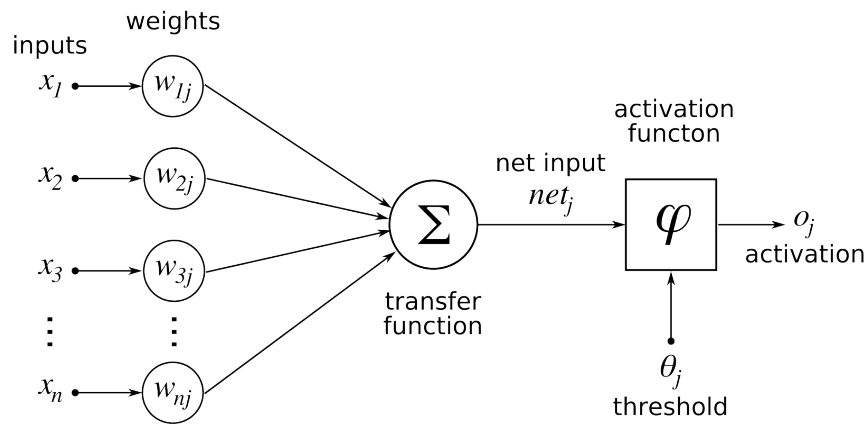 weights
inputs
x1
w1j
x2
w2j
x3
w3j
xn
wnj
Σ
transfer
function
net input
netj
activation
functon
φ
oj
activation
θj
threshold